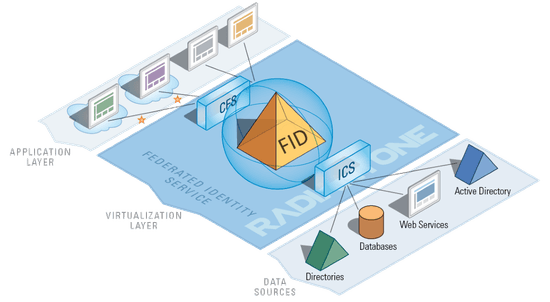 CFS
FID
ICS
APPLICATION
LAYER
FEDERATED IDENTITY
SERVICE
VIRTUALIZATION
LAYER
Active Directory
Web Services
Databases
Directories
DATA
SOURCES